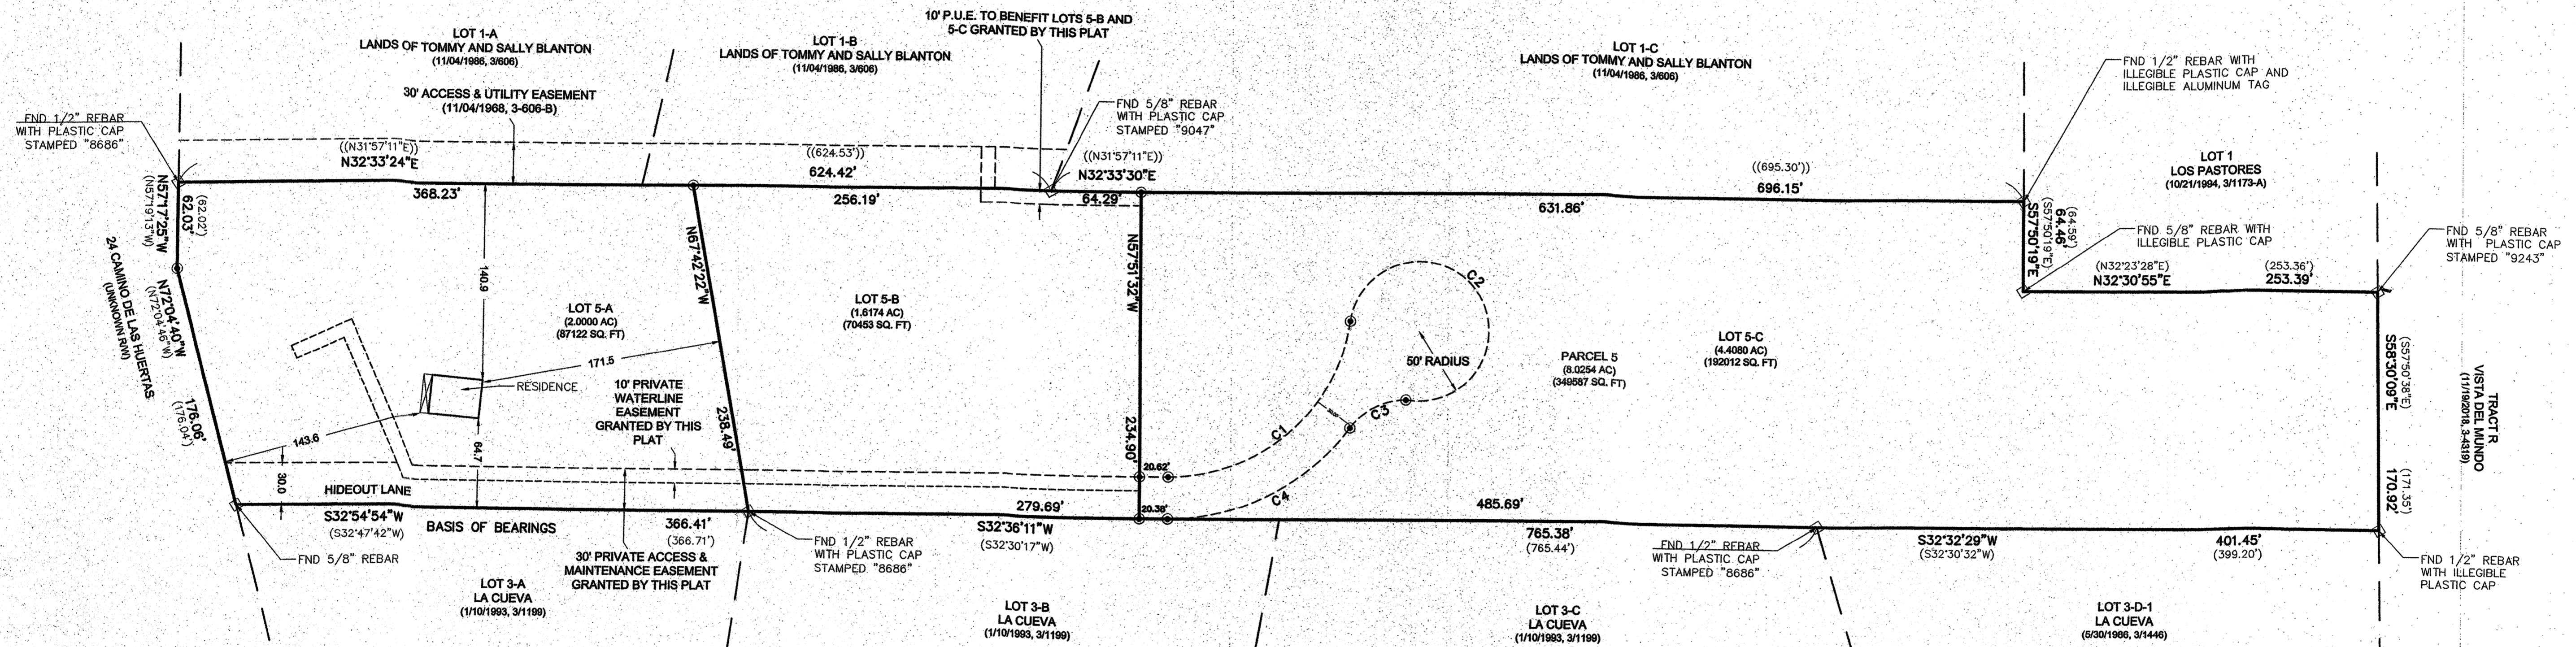 10' P.U.E. TO BENEFIT LOTS 5-B AND
5-C GRANTED BY THIS PLAT
LOT 1-A
LANDS OF TOMMY AND SALLY BLANTON
(11/04/1986, 3/606)
LOT 1-B
LANDS OF TOMMY AND SALLY BLANTON
(11/04/1986, 3/606)
LOT 1-C
LANDS OF TOMMY AND SALLY BLANTON
(11/04/1986, 3/606)
FND 1/2" REBAR WITH
ILLEGIBLE PLASTIC CAP AND
ILLEGIBLE ALUMINUM TAG
30' ACCESS & UTILITY EASEMENT
(11/04/1968, 3-606-B)
FND 5/8" REBAR
WITH PLASTIC CAP
STAMPED "9047"
FND 1/2" REBAR
WITH PLASTIC CAP
STAMPED "8686"
((N31°57'11"E))
N32°33'24"E
((624.53'))
624.42'
((N31°57'11"E))
N32°33'30"E
((695.30'))
696.15'
LOT 1
LOS PASTORES
(10/21/1994, 3/1173-A)
368.23'
256.19'
64.29'
631.86'
N57°17'25"W
(N57°19'13"W)
(62.02')
62.03'
S57°50'19"E
(S57°50'19"E)
64.46'
(64.59')
FND 5/8" REBAR WITH
ILLEGIBLE PLASTIC CAP
FND 5/8" REBAR
WITH PLASTIC CAP
STAMPED "9243"
(N32°23'28"E)
N32°30'55"E
(253.36')
253.39'
24 CAMINO DE LAS HUERTAS
(UNKNOWN R/W)
N72°04'40"W
(N72°04'46"W)
176.06'
(176.04')
140.9
N67°42'22"W
238.49'
N57°51'32"W
234.90'
LOT 5-A
(2.0000 AC)
(87122 SQ. FT)
LOT 5-B
(1.6174 AC)
(70453 SQ. FT)
C2
50' RADIUS
PARCEL 5
(8.0254 AC)
(349587 SQ. FT)
LOT 5-C
(4.4080 AC)
(192012 SQ. FT)
S58°30'09"E
(S57°50'38"E)
170.92'
(171.35')
TRACT R
VISTA DEL MUNDO
(11/19/2018, 3-4319)
171.5
RESIDENCE
10' PRIVATE
WATERLINE
EASEMENT
GRANTED BY THIS
PLAT
143.6
64.7
30.0
C1
C3
C4
20.62'
20.38'
HIDEOUT LANE
S32°54'54"W
(S32°47'42"W)
BASIS OF BEARINGS
366.41'
(366.71')
279.69'
S32°36'11"W
(S32°30'17"W)
485.69'
765.38'
(765.44')
S32°32'29"W
(S32°30'32"W)
401.45'
(399.20')
FND 5/8" REBAR
30' PRIVATE ACCESS &
MAINTENANCE EASEMENT
GRANTED BY THIS PLAT
FND 1/2" REBAR
WITH PLASTIC CAP
STAMPED "8686"
FND 1/2" REBAR
WITH PLASTIC CAP
STAMPED "8686"
FND 1/2" REBAR
WITH ILLEGIBLE
PLASTIC CAP
LOT 3-A
LA CUEVA
(1/10/1993, 3/1199)
LOT 3-B
LA CUEVA
(1/10/1993, 3/1199)
LOT 3-C
LA CUEVA
(1/10/1993, 3/1199)
LOT 3-D-1
LA CUEVA
(5/30/1986, 3/1446)